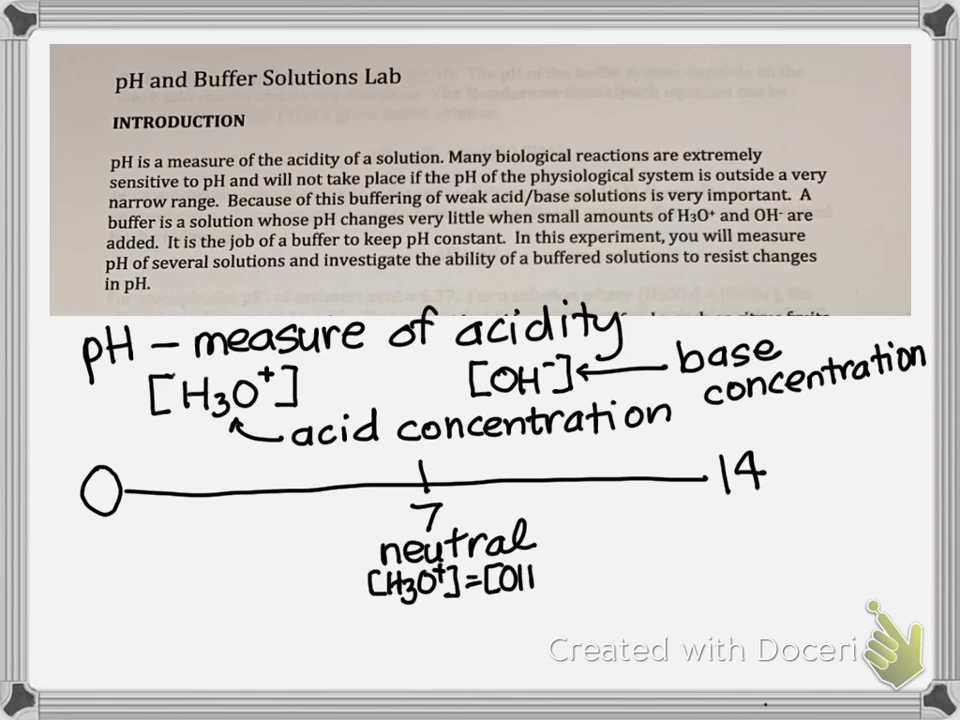 pH and Buffer Solutions Lab
INTRODUCTION
pH is a measure of the acidity of a solution. Many biological reactions are extremely
sensitive to pH and will not take place if the pH of the physiological system is outside a very
narrow range. Because of this buffering of weak acid/base solutions is very important. A
buffer is a solution whose pH changes very little when small amounts of H3O⁺ and OH⁻ are
added. It is the job of a buffer to keep pH constant. In this experiment, you will measure
pH of several solutions and investigate the ability of a buffered solutions to resist changes
in pH.
pH – measure of acidity
[H3O⁺] [OH⁻] ← base
concentration
acid concentration
0 14
7
neutral
[H3O⁺]=[O
Created with Doceri